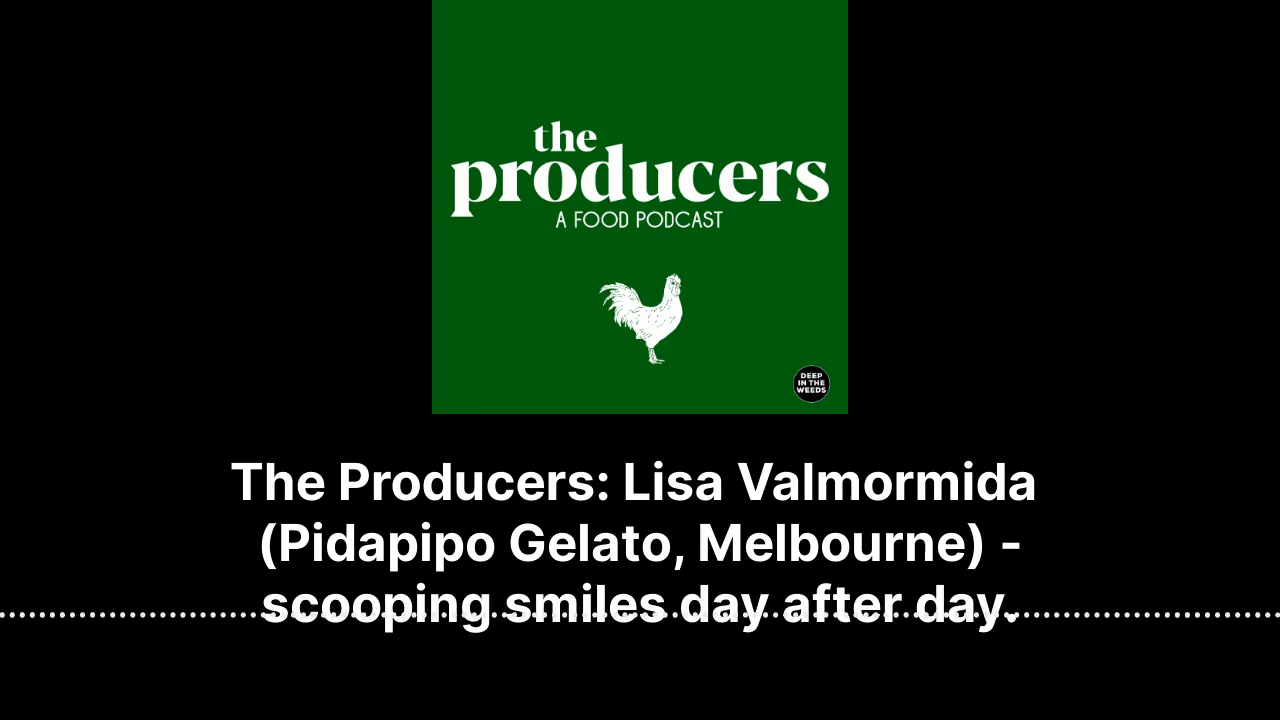 the
producers
A FOOD PODCAST
DEEP
IN THE
WEEDS
The Producers: Lisa Valmormida
(Pidapipo Gelato, Melbourne) -
scooping smiles day after day.